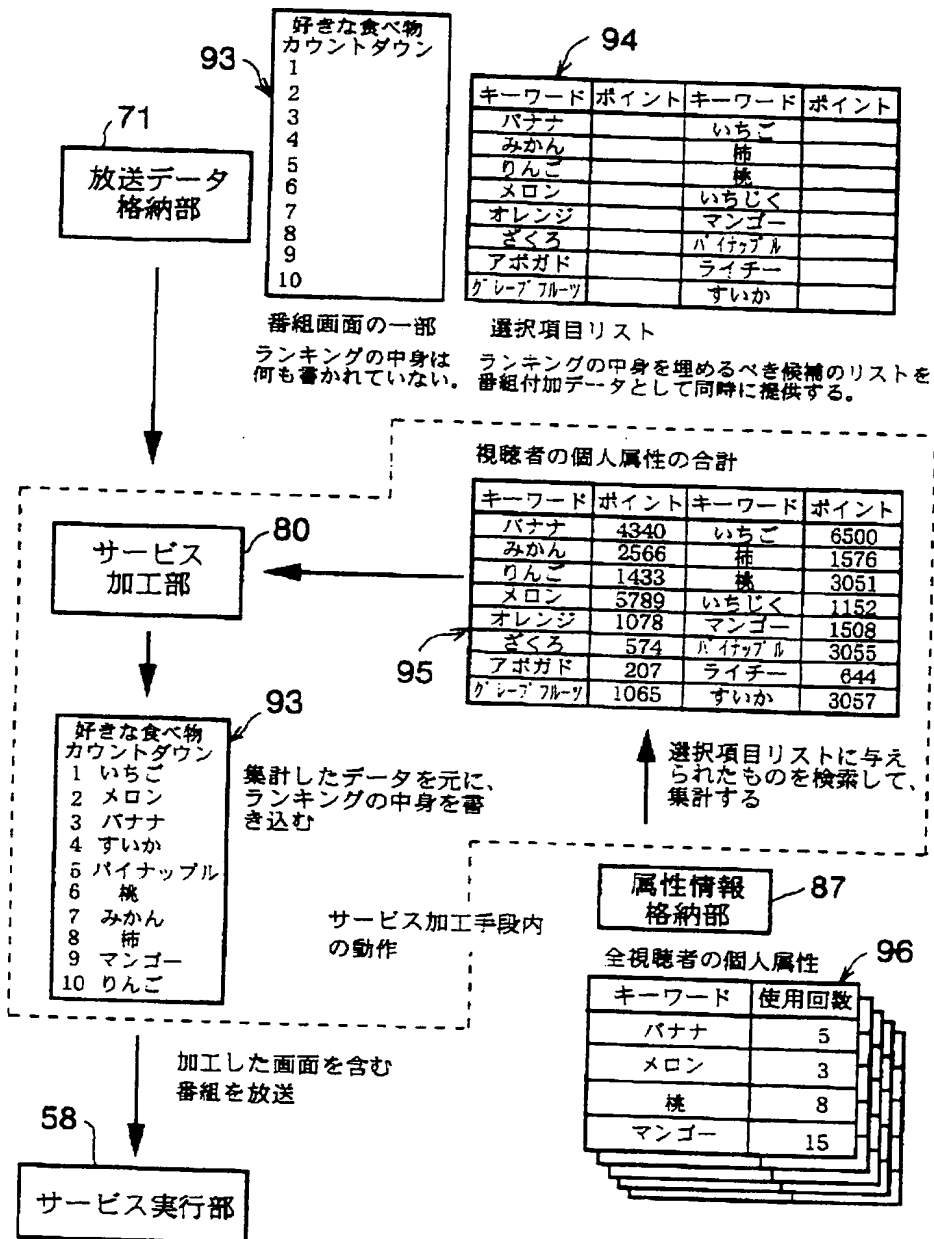 93
好きな食べ物
カウントダウン
1
2
3
4
5
6
7
8
9
10
94
キーワード ポイント キーワード ポイント
バナナ いちご
みかん 柿
りんご 桃
メロン いちじく
オレンジ マンゴー
ざくろ パイナップル
アボガド ライチー
グレープフルーツ すいか
71
放送データ
格納部
番組画面の一部
ランキングの中身は
何も書かれていない。
選択項目リスト
ランキングの中身を埋めるべき候補のリストを
番組付加データとして同時に提供する。
視聴者の個人属性の合計
キーワード ポイント キーワード ポイント
バナナ 4340 いちご 6500
みかん 2566 柿 1576
りんご 1433 桃 3051
メロン 5789 いちじく 1152
オレンジ 1078 マンゴー 1508
ざくろ 574 パイナップル 3055
アボガド 207 ライチー 644
グレープフルーツ 1065 すいか 3057
95
80
サービス
加工部
93
好きな食べ物
カウントダウン
1 いちご
2 メロン
3 バナナ
4 すいか
5 パイナップル
6 桃
7 みかん
8 柿
9 マンゴー
10 りんご
集計したデータを元に、
ランキングの中身を書
き込む
選択項目リストに与え
られたものを検索して、
集計する
サービス加工手段内
の動作
属性情報
格納部
87
全視聴者の個人属性
96
キーワード 使用回数
バナナ 5
メロン 3
桃 8
マンゴー 15
加工した画面を含む
番組を放送
58
サービス実行部